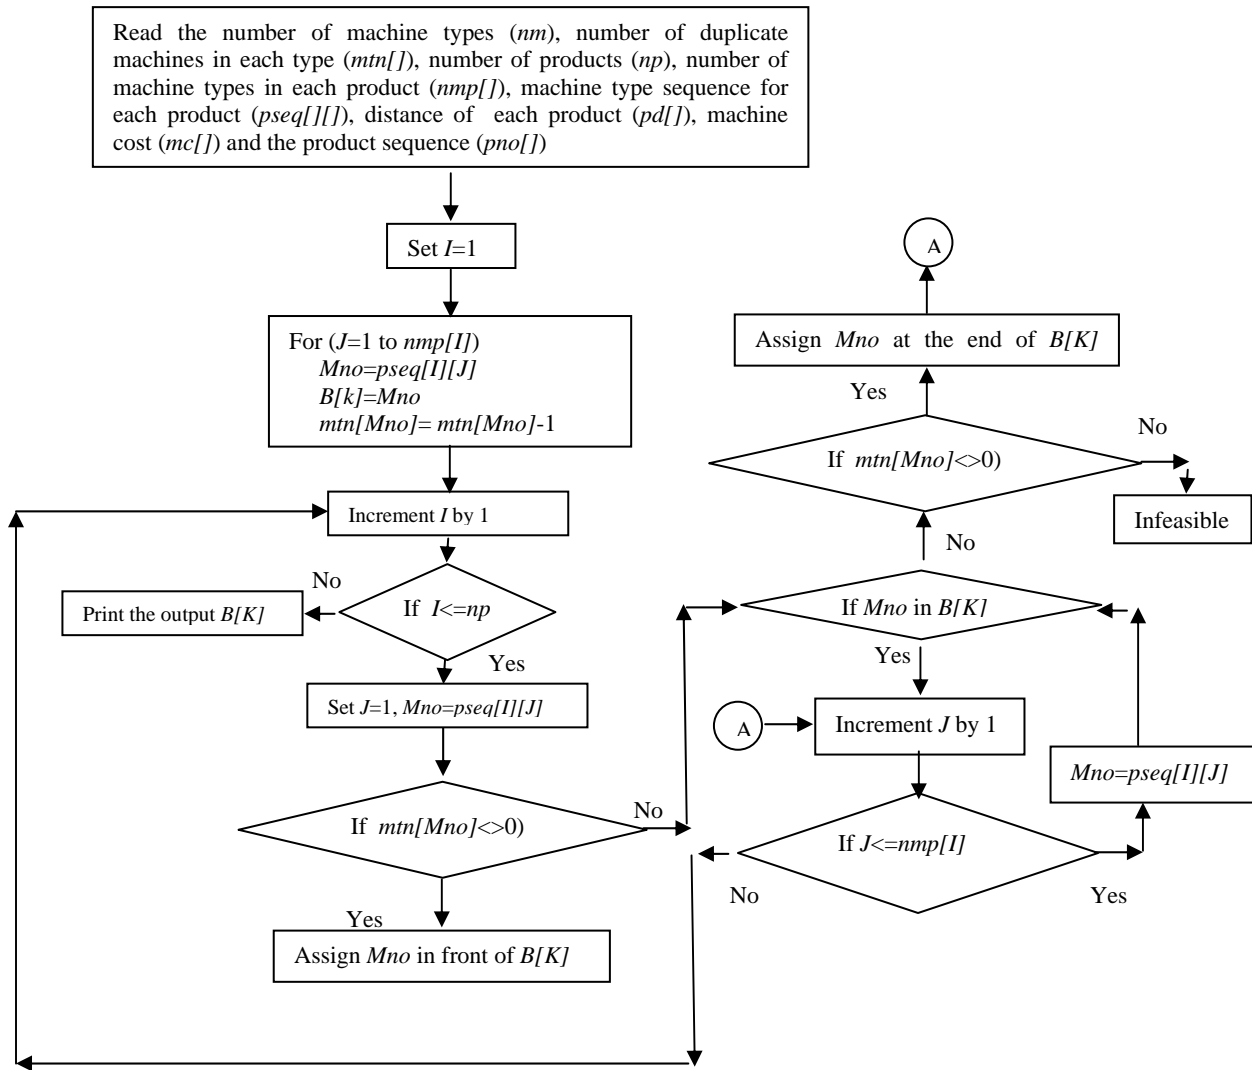 Read the number of machine types (nm), number of duplicate
machines in each type (mtn[]), number of products (np), number of
machine types in each product (nmp[]), machine type sequence for
each product (pseq[][]), distance of each product (pd[]), machine
cost (mc[]) and the product sequence (pno[])
Set I=1
For (J=1 to nmp[I])
Mno=pseq[I][J]
B[k]=Mno
mtn[Mno]= mtn[Mno]-1
Increment I by 1
No
If I<=np
Print the output B[K]
Yes
Set J=1, Mno=pseq[I][J]
No
If mtn[Mno]<>0)
Yes
Assign Mno in front of B[K]
A
Assign Mno at the end of B[K]
Yes
No
If mtn[Mno]<>0)
Infeasible
No
If Mno in B[K]
Yes
A
Increment J by 1
Mno=pseq[I][J]
If J<=nmp[I]
No
Yes